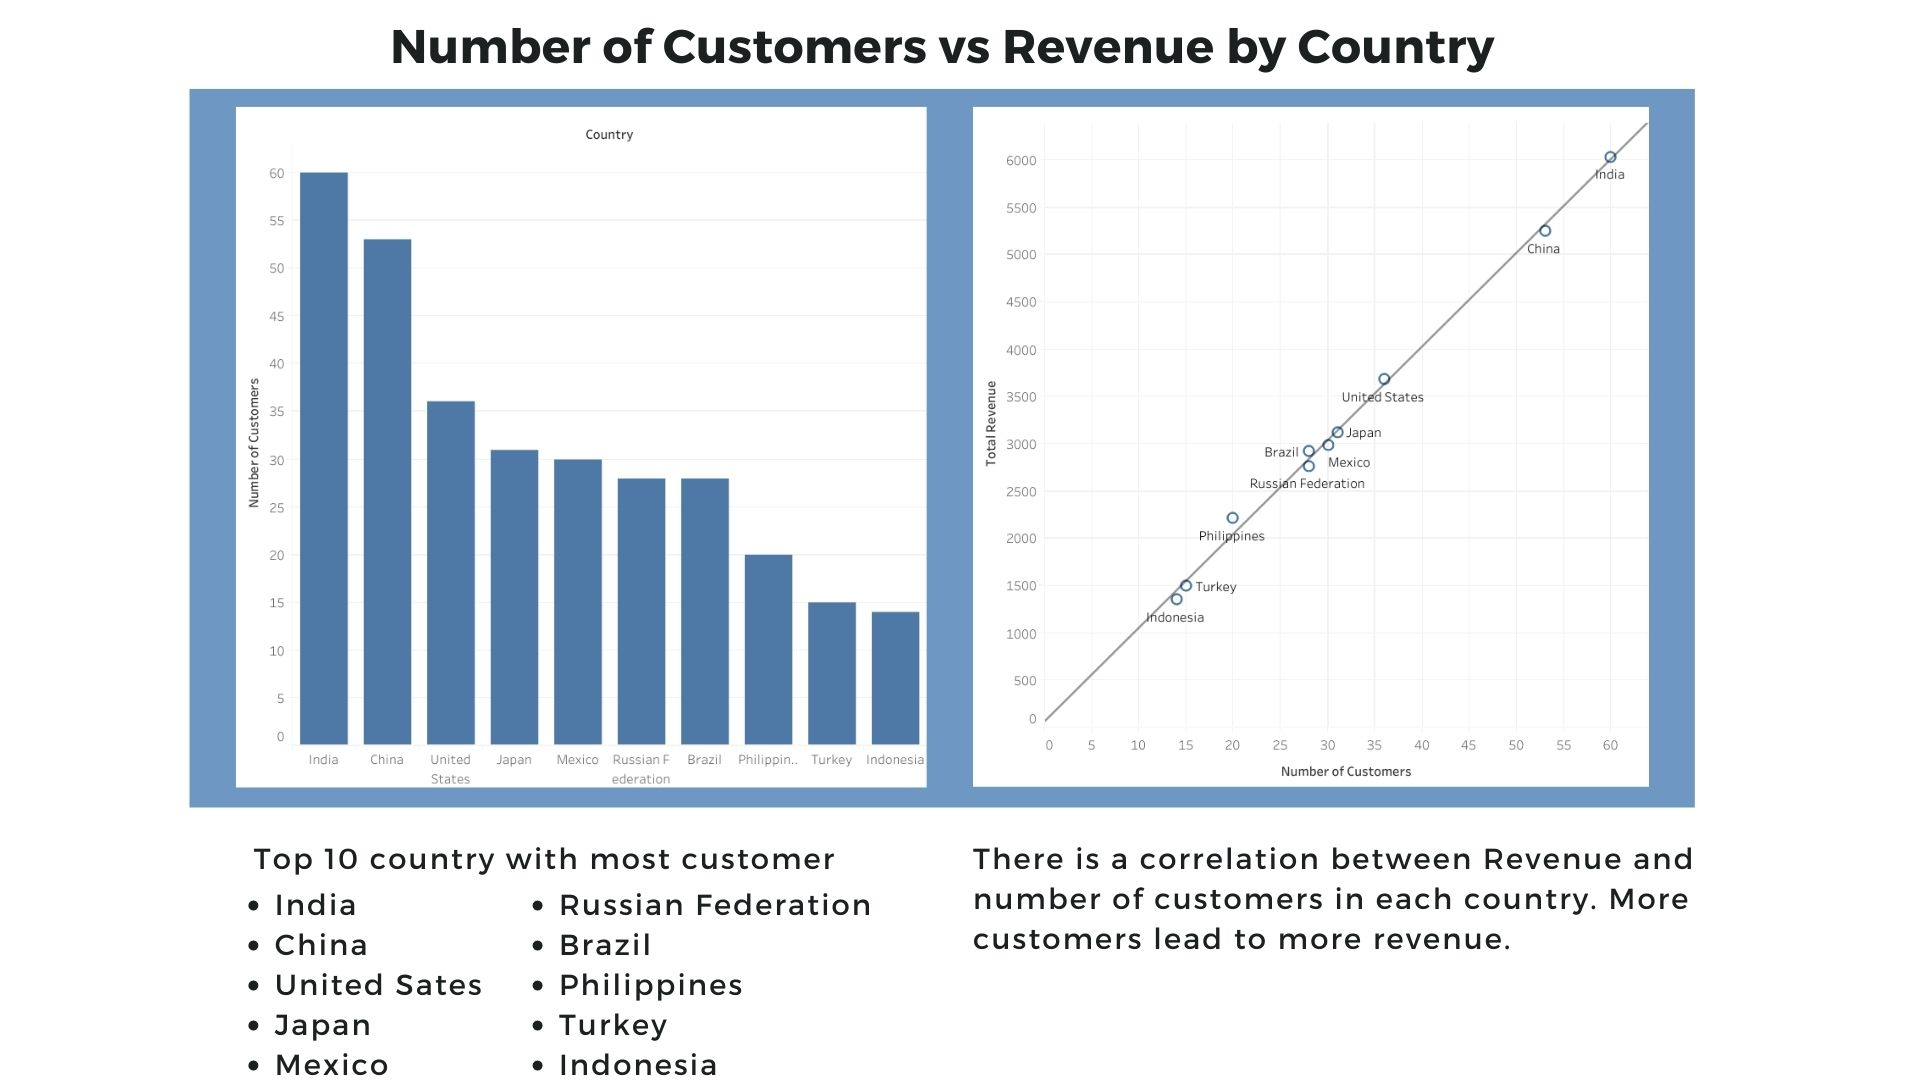 Number of Customers vs Revenue by Country
Country
60
55
50
45
40
35
30
25
20
15
10
5
0
Number of Customers
India
China
United
States
Japan
Mexico
Russian F
ederation
Brazil
Philippin..
Turkey
Indonesia
6000
5500
5000
4500
4000
3500
3000
2500
2000
1500
1000
500
0
Total Revenue
India
China
United States
Japan
Brazil
Mexico
Russian Federation
Philippines
Turkey
Indonesia
0 5 10 15 20 25 30 35 40 45 50 55 60
Number of Customers
Top 10 country with most customer
• India
• China
• United Sates
• Japan
• Mexico
• Russian Federation
• Brazil
• Philippines
• Turkey
• Indonesia
There is a correlation between Revenue and
number of customers in each country. More
customers lead to more revenue.